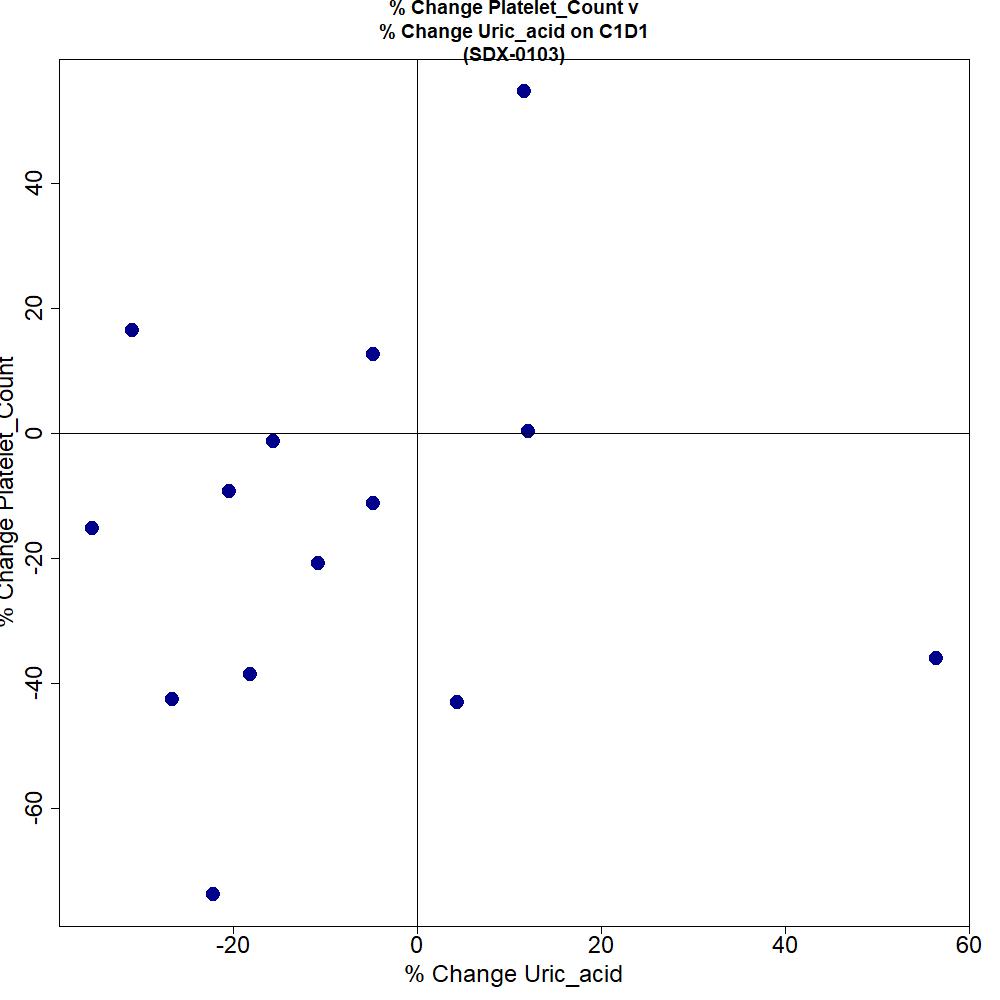 % Change Platelet_Count v
% Change Uric_acid on C1D1
(SDX-0103)
% Change Platelet_Count
40
20
0
-20
-40
-60
-20
0
20
40
60
% Change Uric_acid